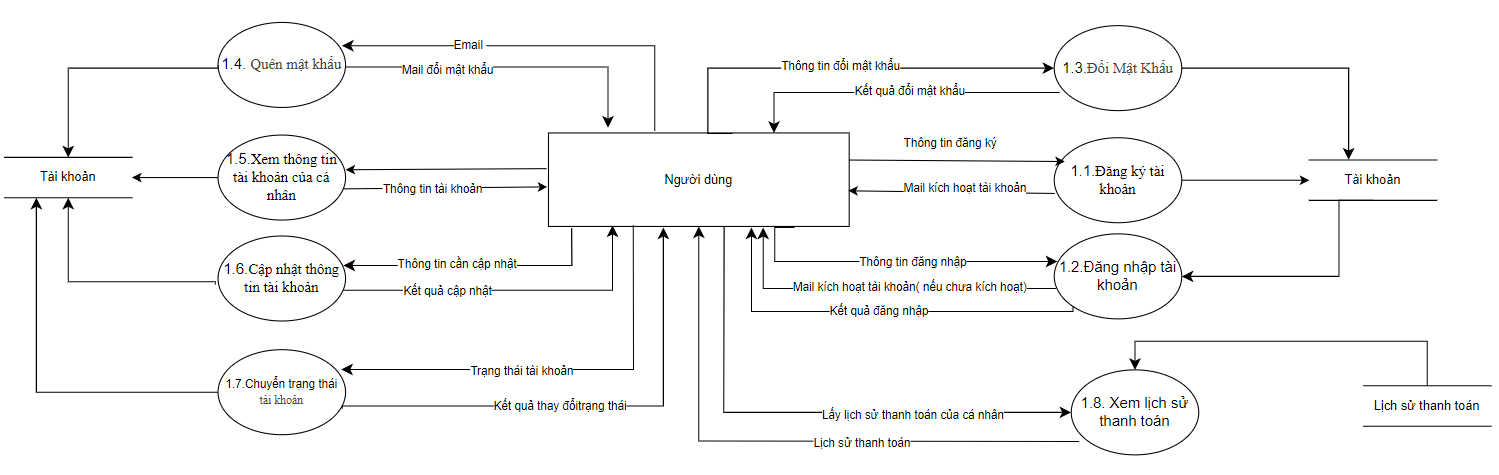 Email
1.4. Quên mật khẩu
Mail đổi mật khẩu
Thông tin đổi mật khẩu
1.3.Đổi Mật Khẩu
Kết quả đổi mật khẩu
Thông tin đăng ký
1.5.Xem thông tin
tài khoản của cá
nhân
Tài khoản
Thông tin tài khoản
Người dùng
Mail kích hoạt tài khoản
1.1.Đăng ký tài
khoản
Tài khoản
Thông tin cần cập nhật
1.6.Cập nhật thông
tin tài khoản
Kết quả cập nhật
Thông tin đăng nhập
1.2.Đăng nhập tài
khoản
Mail kích hoạt tài khoản( nếu chưa kích hoạt)
Kết quả đăng nhập
Trạng thái tài khoản
1.7.Chuyển trạng thái
tài khoản
Kết quả thay đổitrạng thái
Lấy lịch sử thanh toán của cá nhân
1.8. Xem lịch sử
thanh toán
Lịch sử thanh toán
Lịch sử thanh toán